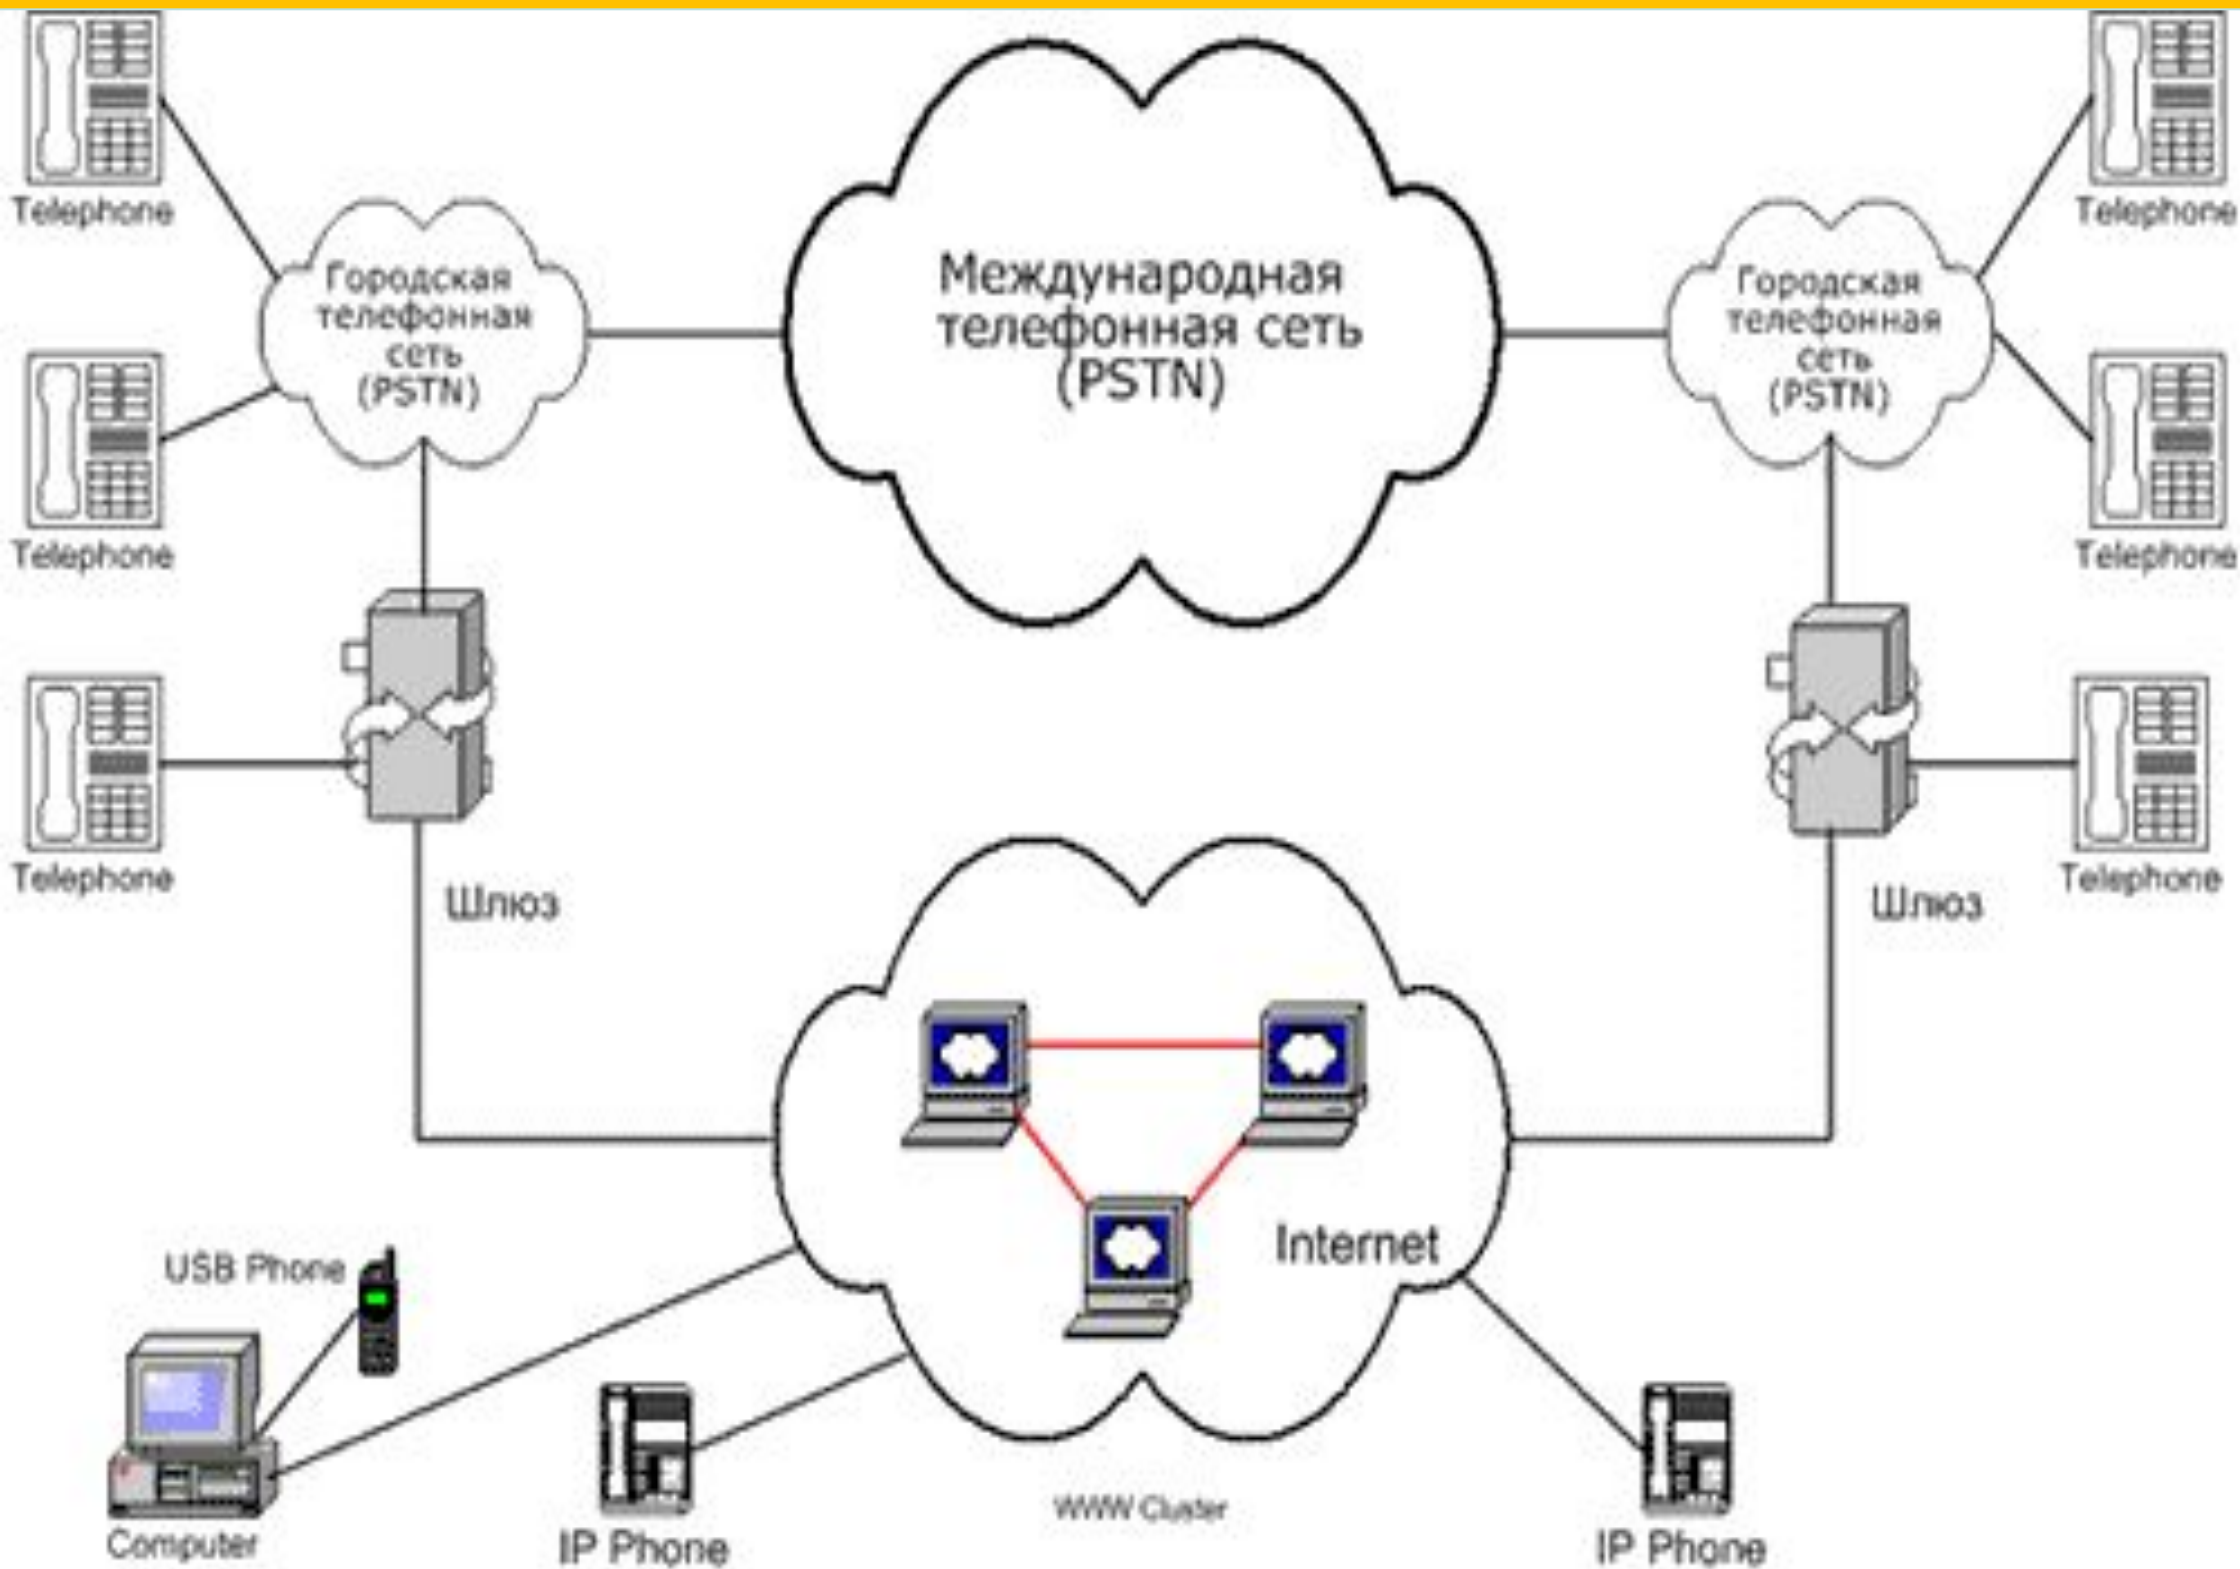 Telephone
Telephone
Городская
телефонная
сеть
(PSTN)
Международная
телефонная сеть
(PSTN)
Городская
телефонная
сеть
(PSTN)
Telephone
Telephone
Telephone
Шлюз
Шлюз
Telephone
Internet
USB Phone
Computer
IP Phone
WWW Cluster
IP Phone